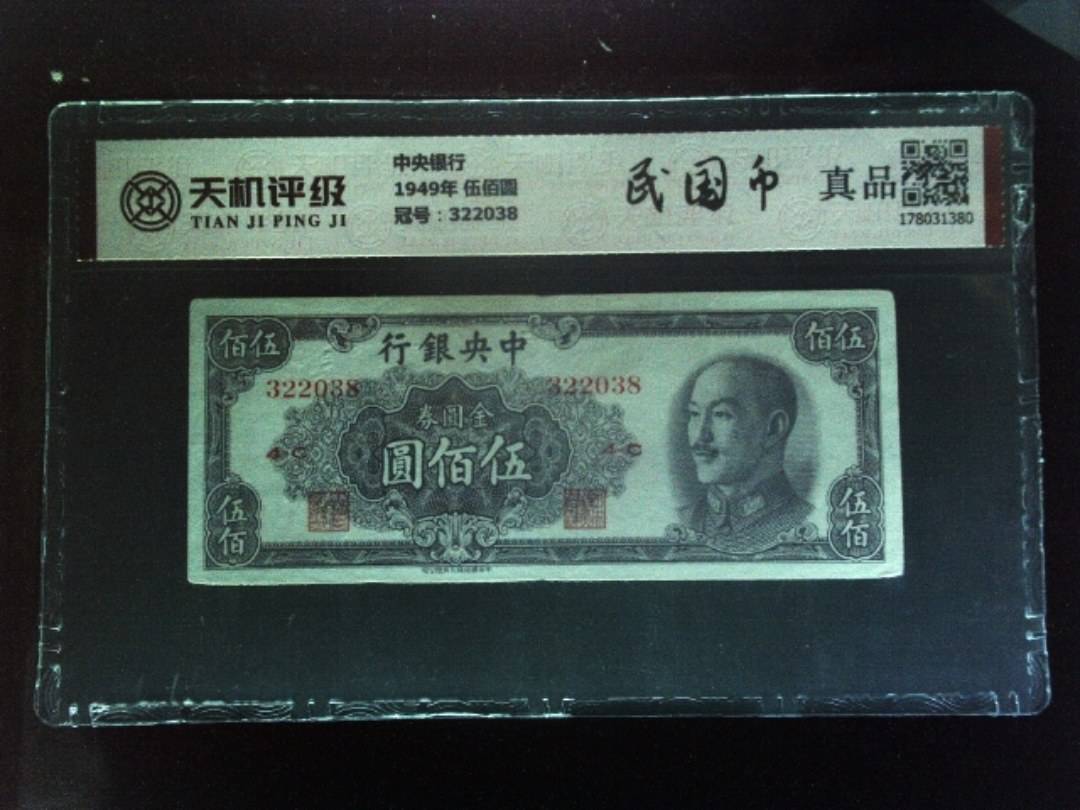 天机评级
TIAN JI PING JI
中央银行
1949年 伍佰圆
冠号：322038
民国币
真品
178031380
伍佰
行銀央中
伍佰
322038
322038
券圓金
4-C
圓佰伍
4-C
伍佰
伍佰